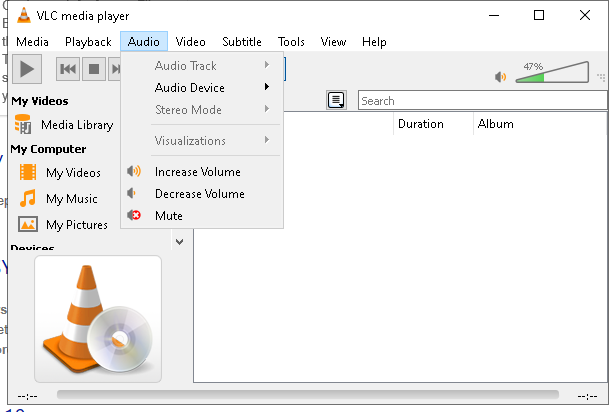 VLC media player
Media Playback Audio Video Subtitle Tools View Help
Audio Track
Audio Device
Stereo Mode
Visualizations
Increase Volume
Decrease Volume
Mute
47%
Search
Duration Album
My Videos
Media Library
My Computer
My Videos
My Music
My Pictures
Devices
--:-- --:--